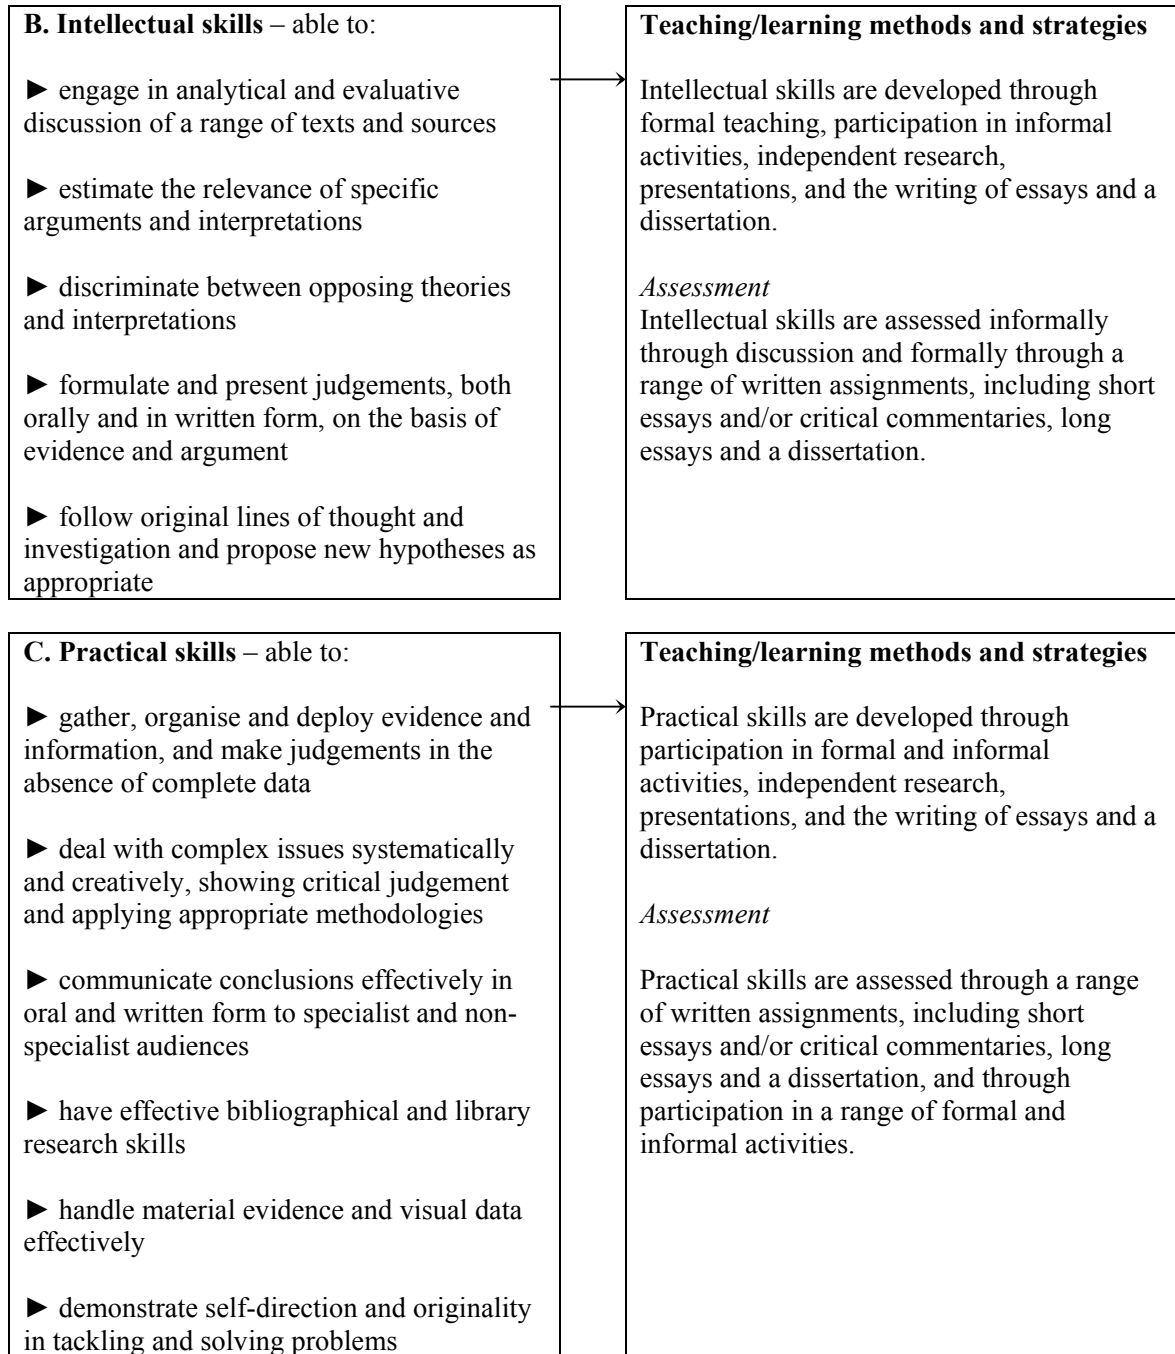 B. Intellectual skills – able to:
► engage in analytical and evaluative
discussion of a range of texts and sources
► estimate the relevance of specific
arguments and interpretations
► discriminate between opposing theories
and interpretations
► formulate and present judgements, both
orally and in written form, on the basis of
evidence and argument
► follow original lines of thought and
investigation and propose new hypotheses as
appropriate
Teaching/learning methods and strategies
Intellectual skills are developed through
formal teaching, participation in informal
activities, independent research,
presentations, and the writing of essays and a
dissertation.
Assessment
Intellectual skills are assessed informally
through discussion and formally through a
range of written assignments, including short
essays and/or critical commentaries, long
essays and a dissertation.
C. Practical skills – able to:
► gather, organise and deploy evidence and
information, and make judgements in the
absence of complete data
► deal with complex issues systematically
and creatively, showing critical judgement
and applying appropriate methodologies
► communicate conclusions effectively in
oral and written form to specialist and non-
specialist audiences
► have effective bibliographical and library
research skills
► handle material evidence and visual data
effectively
► demonstrate self-direction and originality
in tackling and solving problems
Teaching/learning methods and strategies
Practical skills are developed through
participation in formal and informal
activities, independent research,
presentations, and the writing of essays and a
dissertation.
Assessment
Practical skills are assessed through a range
of written assignments, including short
essays and/or critical commentaries, long
essays and a dissertation, and through
participation in a range of formal and
informal activities.